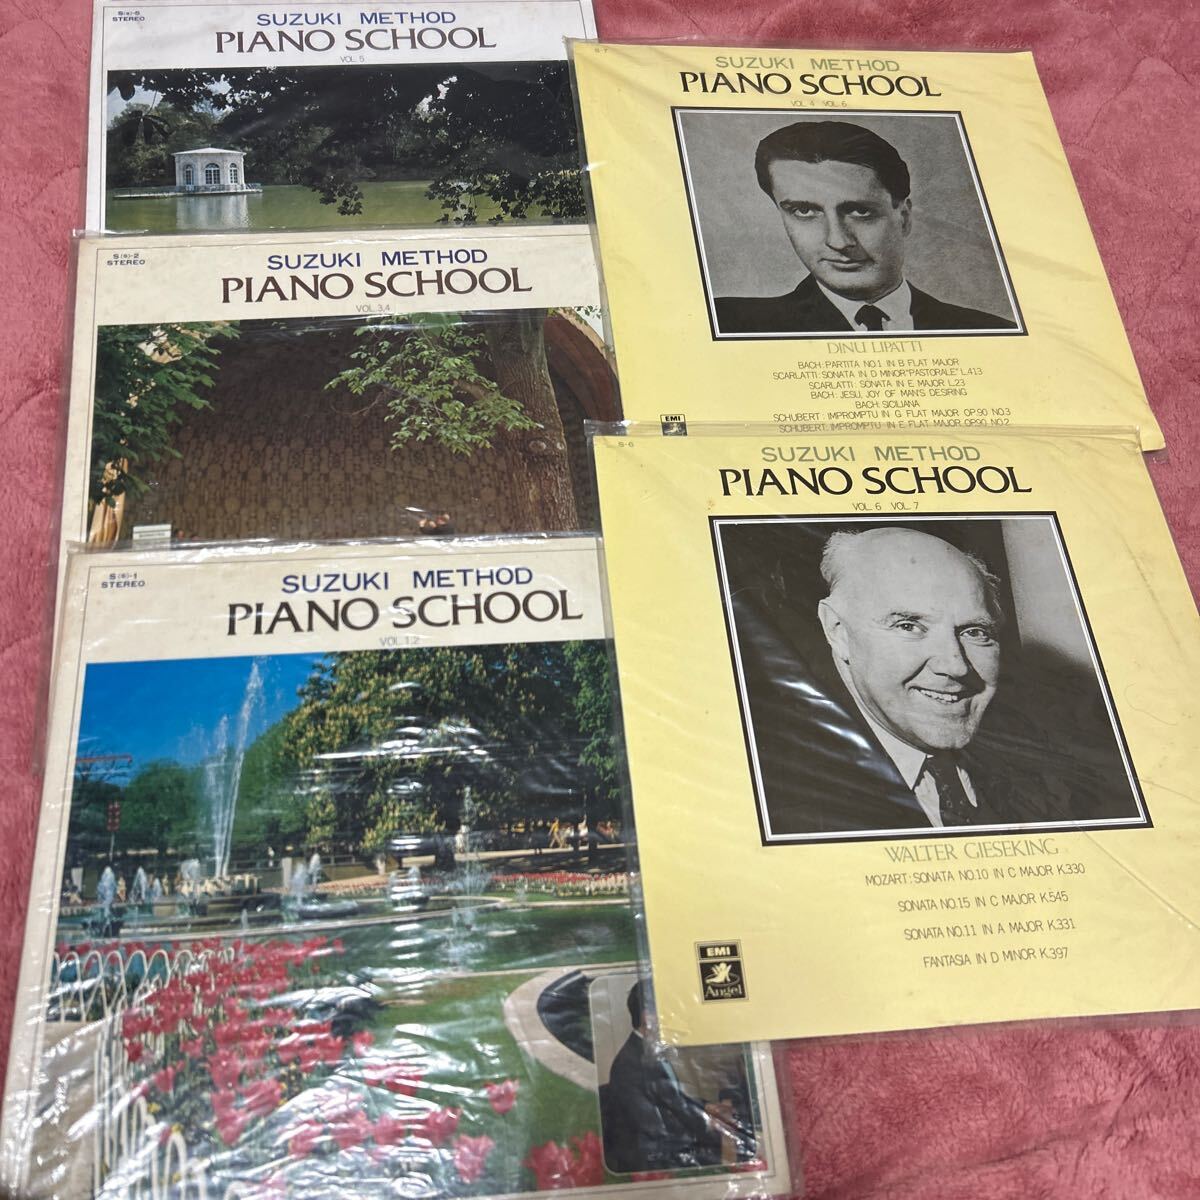 S(e)-5
STEREO
SUZUKI METHOD
PIANO SCHOOL
VOL. 5
S-7
SUZUKI METHOD
PIANO SCHOOL
VOL. 4 VOL. 6
DINU LIPATTI
BACH: PARTITA NO.1 IN B FLAT MAJOR
SCARLATTI: SONATA IN D MINOR "PASTORALE" L.413
SCARLATTI: SONATA IN E MAJOR L.23
BACH: JESU, JOY OF MAN'S DESIRING
BACH: SICILIANA
SCHUBERT: IMPROMPTU IN G FLAT MAJOR OP.90 NO.3
SCHUBERT: IMPROMPTU IN E FLAT MAJOR OP.90 NO.2
EMI
S(e)-2
STEREO
SUZUKI METHOD
PIANO SCHOOL
VOL. 3,4
S-6
SUZUKI METHOD
PIANO SCHOOL
VOL. 6 VOL. 7
WALTER GIESEKING
MOZART: SONATA NO.10 IN C MAJOR K.330
SONATA NO.15 IN C MAJOR K.545
SONATA NO.11 IN A MAJOR K.331
FANTASIA IN D MINOR K.397
EMI
Angel
S(e)-1
STEREO
SUZUKI METHOD
PIANO SCHOOL
VOL. 1,2